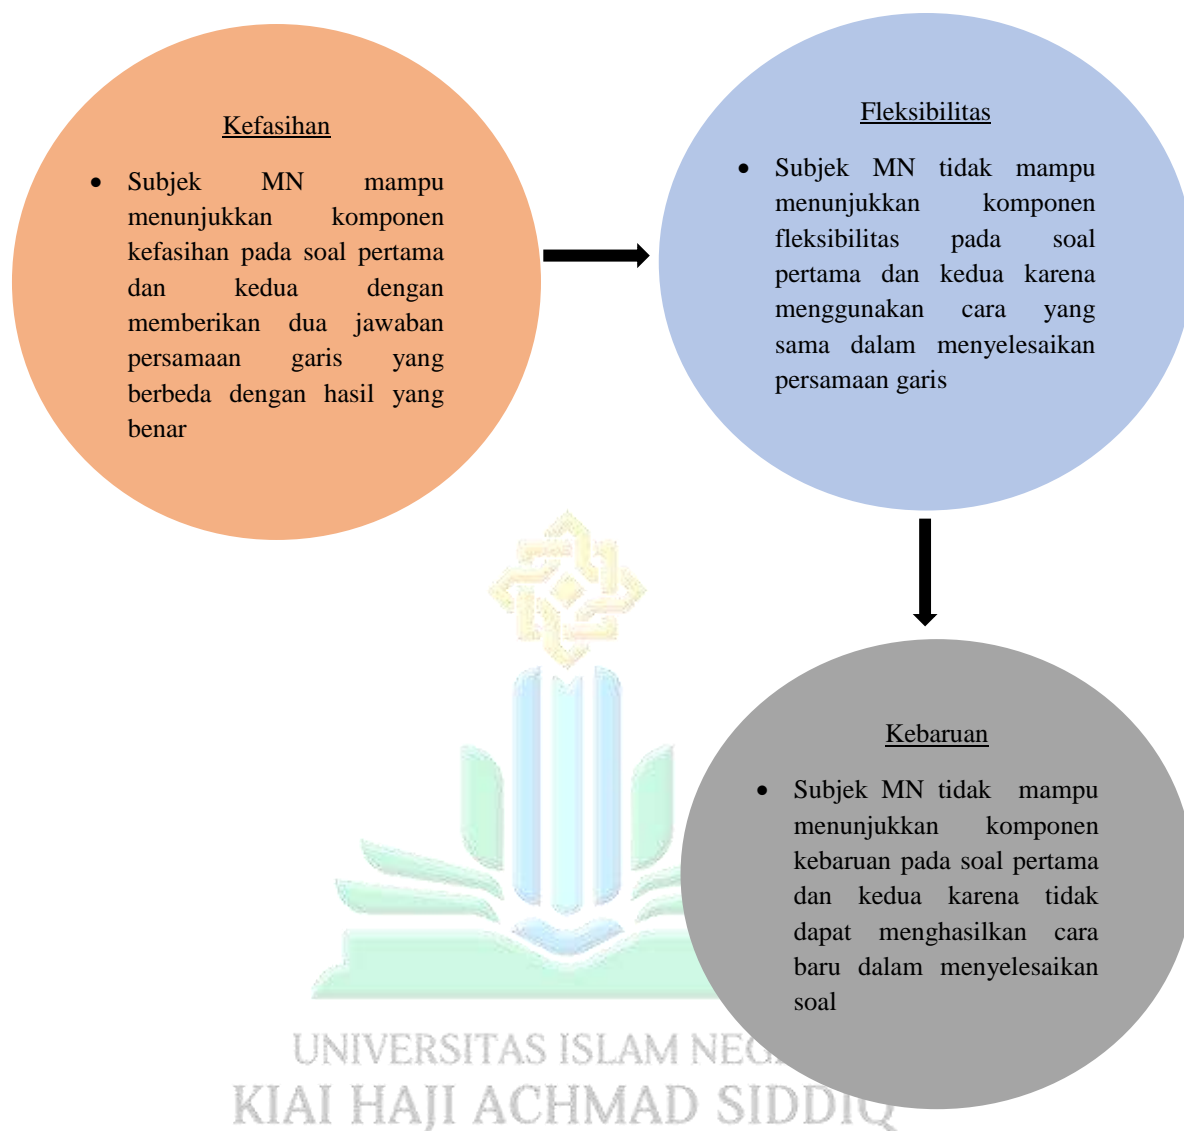 Kefasihan
• Subjek MN mampu
menunjukkan komponen
kefasihan pada soal pertama
dan kedua dengan
memberikan dua jawaban
persamaan garis yang
berbeda dengan hasil yang
benar
Fleksibilitas
• Subjek MN tidak mampu
menunjukkan komponen
fleksibilitas pada soal
pertama dan kedua karena
menggunakan cara yang
sama dalam menyelesaikan
persamaan garis
Kebaruan
• Subjek MN tidak mampu
menunjukkan komponen
kebaruan pada soal pertama
dan kedua karena tidak
dapat menghasilkan cara
baru dalam menyelesaikan
soal
UNIVERSITAS ISLAM
KIAI HAJI ACHMAD SIDDIQ